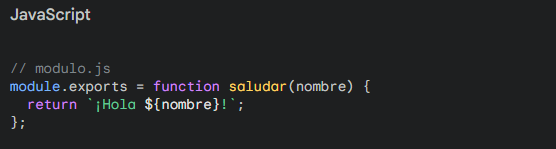 JavaScript
// modulo.js
module.exports = function saludar(nombre) {
  return `¡Hola ${nombre}!`;
};